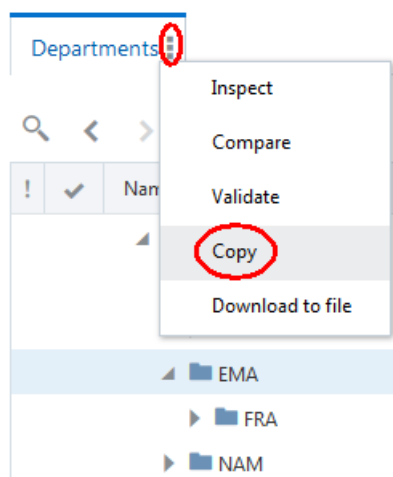 Departments
Inspect
Compare
! Nam
Validate
Copy
Download to file
EMA
FRA
NAM